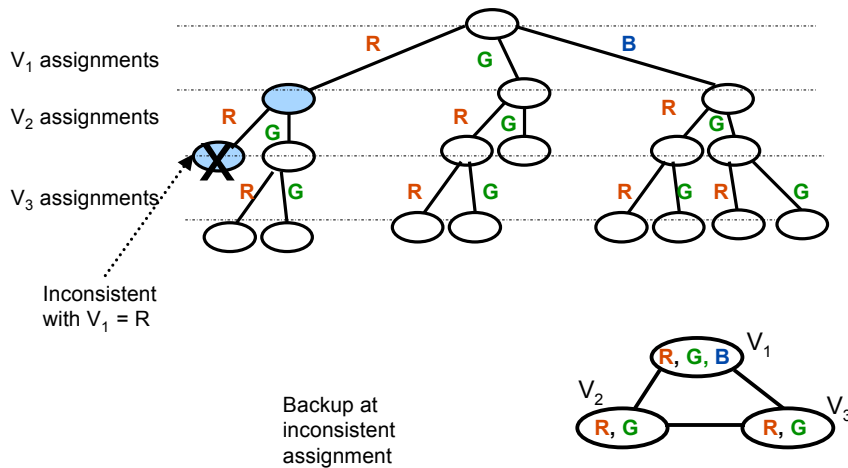 R
G
B
V₁ assignments
V₂ assignments
R
G
R
G
R
G
X
V₃ assignments
R
G
R
G
R
G
R
G
Inconsistent
with V₁ = R
R, G, B
V₁
V₂
V₃
R, G
R, G
Backup at
inconsistent
assignment